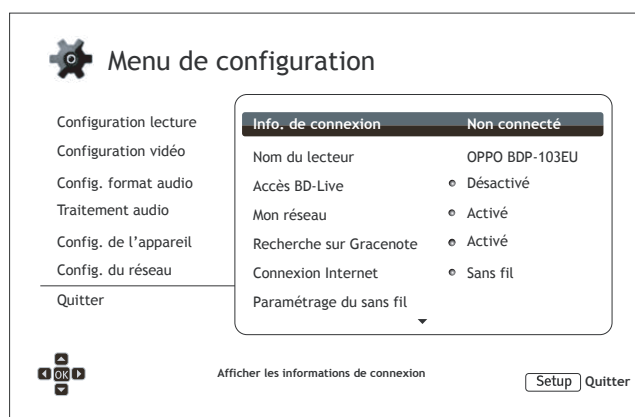 Menu de configuration
Configuration lecture
Configuration vidéo
Config. format audio
Traitement audio
Config. de l'appareil
Config. du réseau
Quitter
Info. de connexion Non connecté
Nom du lecteur OPPO BDP-103EU
Accès BD-Live Désactivé
Mon réseau Activé
Recherche sur Gracenote Activé
Connexion Internet Sans fil
Paramétrage du sans fil
OK
Afficher les informations de connexion
Setup Quitter